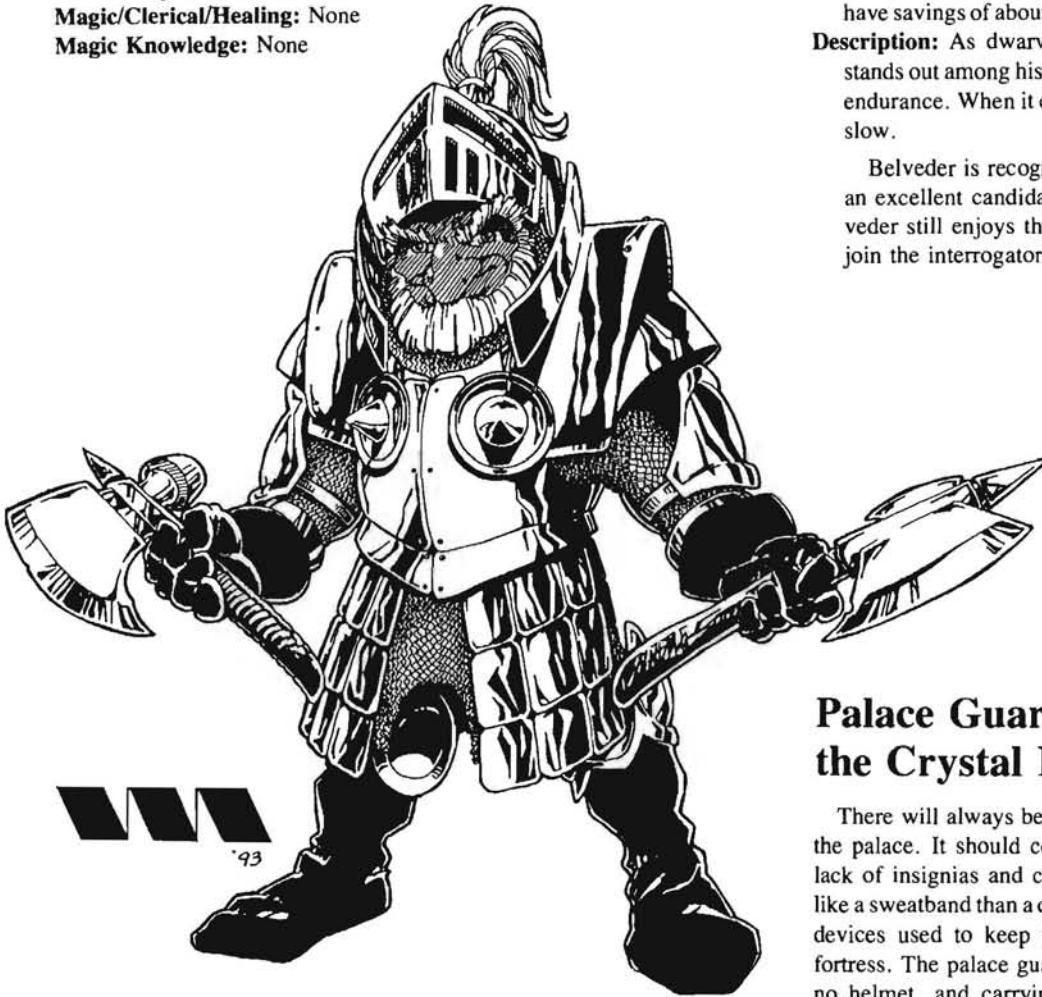 Magic/Clerical/Healing: None
Magic Knowledge: None
'93
have savings of abou
Description: As dwarv
stands out among his
endurance. When it
slow.
Belveder is recog
an excellent candida
veder still enjoys th
join the interrogator
Palace Guar
the Crystal
There will always be
the palace. It should
lack of insignias and
like a sweatband than a
devices used to keep
fortress. The palace gua
no helmet, and carryin